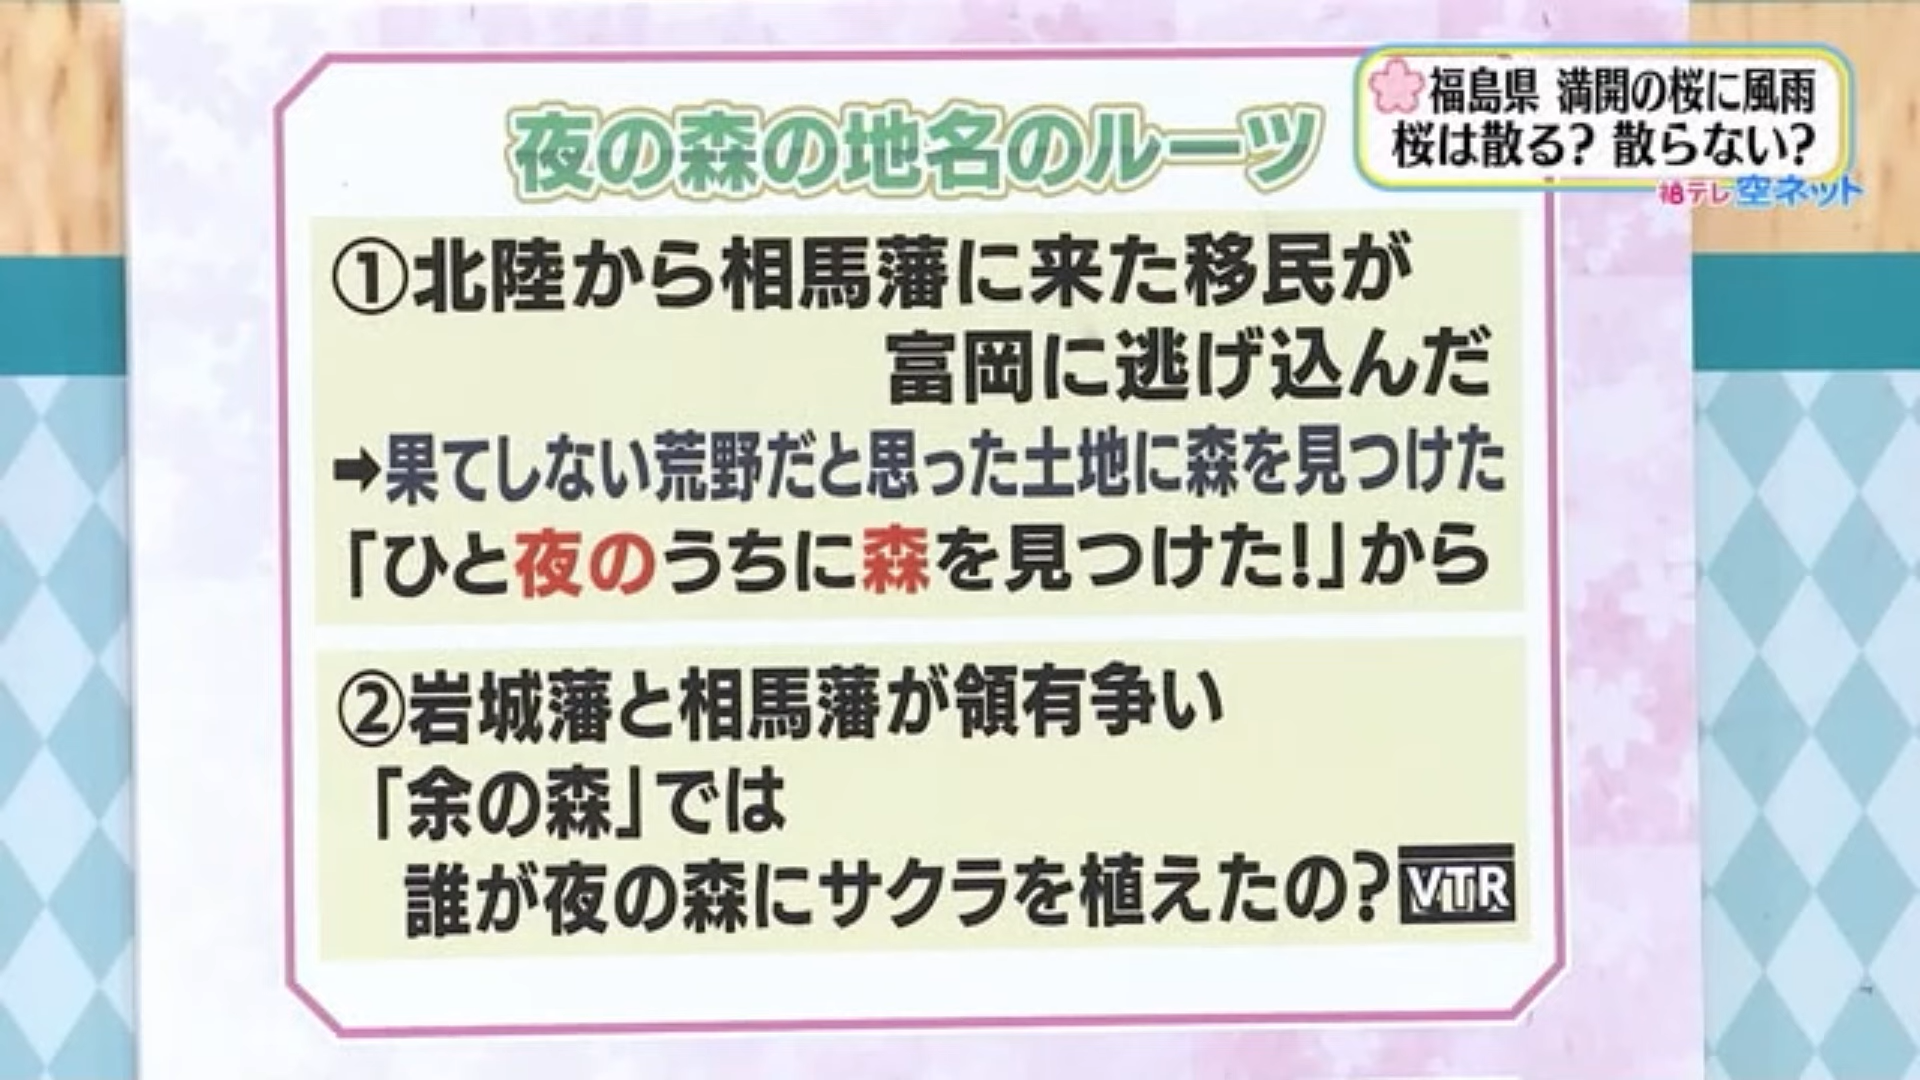 福島県 満開の桜に風雨
桜は散る? 散らない?
福テレ空ネット
夜の森の地名のルーツ
①北陸から相馬藩に来た移民が
富岡に逃げ込んだ
➡果てしない荒野だと思った土地に森を見つけた
「ひと夜のうちに森を見つけた!」から
②岩城藩と相馬藩が領有争い
「余の森」では
誰が夜の森にサクラを植えたの?VTR